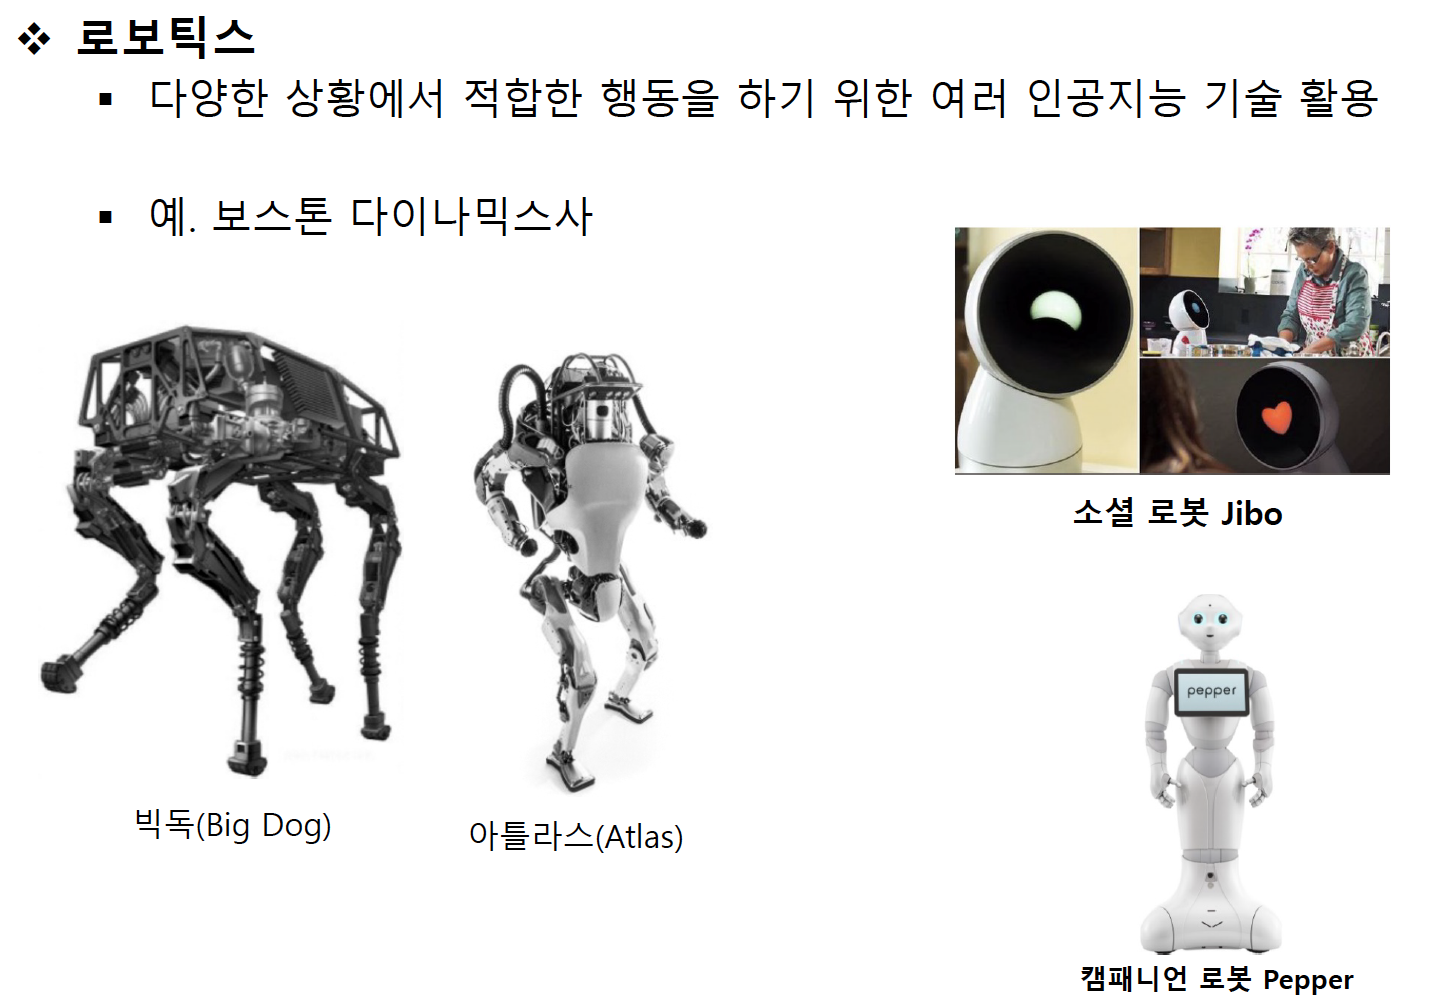 ❖ 로보틱스
▪ 다양한 상황에서 적합한 행동을 하기 위한 여러 인공지능 기술 활용
▪ 예. 보스톤 다이나믹스사
소셜 로봇 Jibo
pepper
빅독(Big Dog)
아틀라스(Atlas)
캠패니언 로봇 Pepper